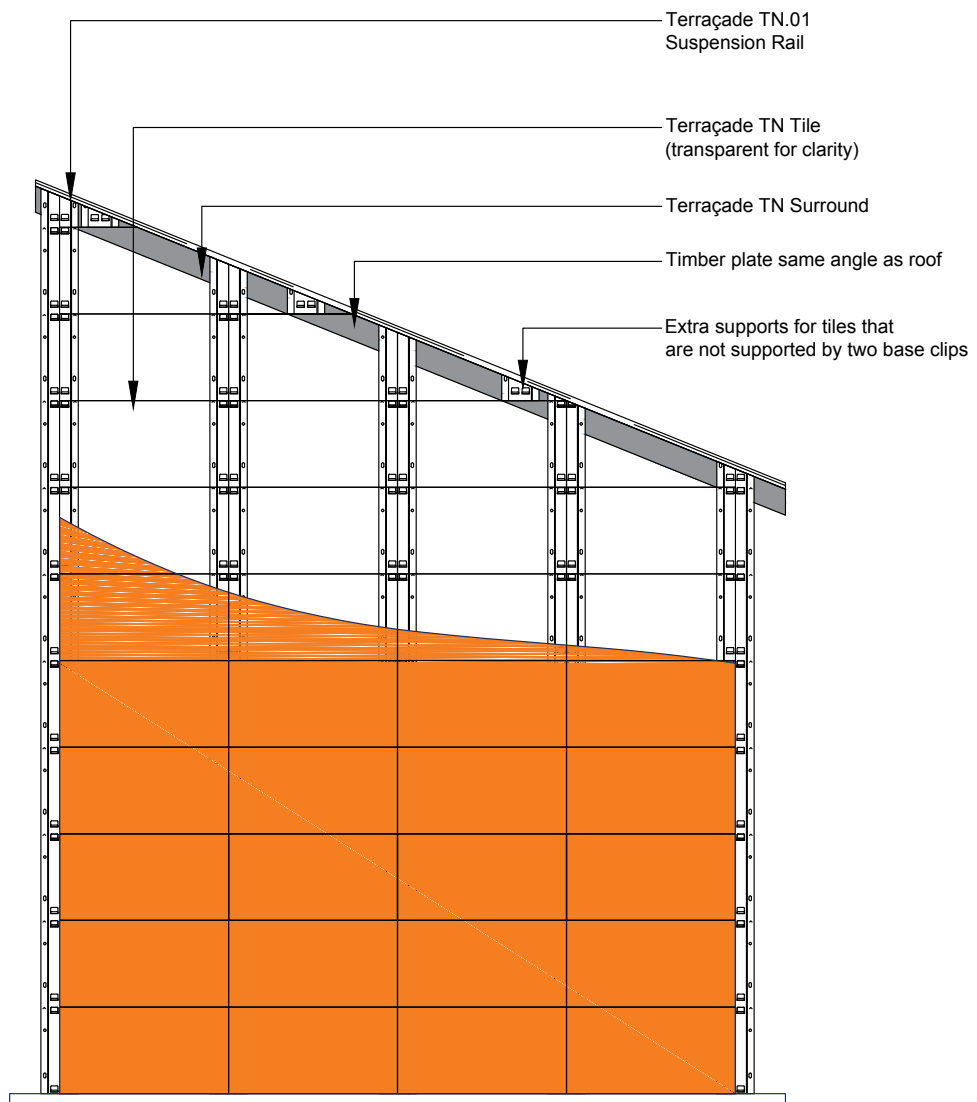 Terraçade TN.01
Suspension Rail
Terraçade TN Tile
(transparent for clarity)
Terraçade TN Surround
Timber plate same angle as roof
Extra supports for tiles that
are not supported by two base clips